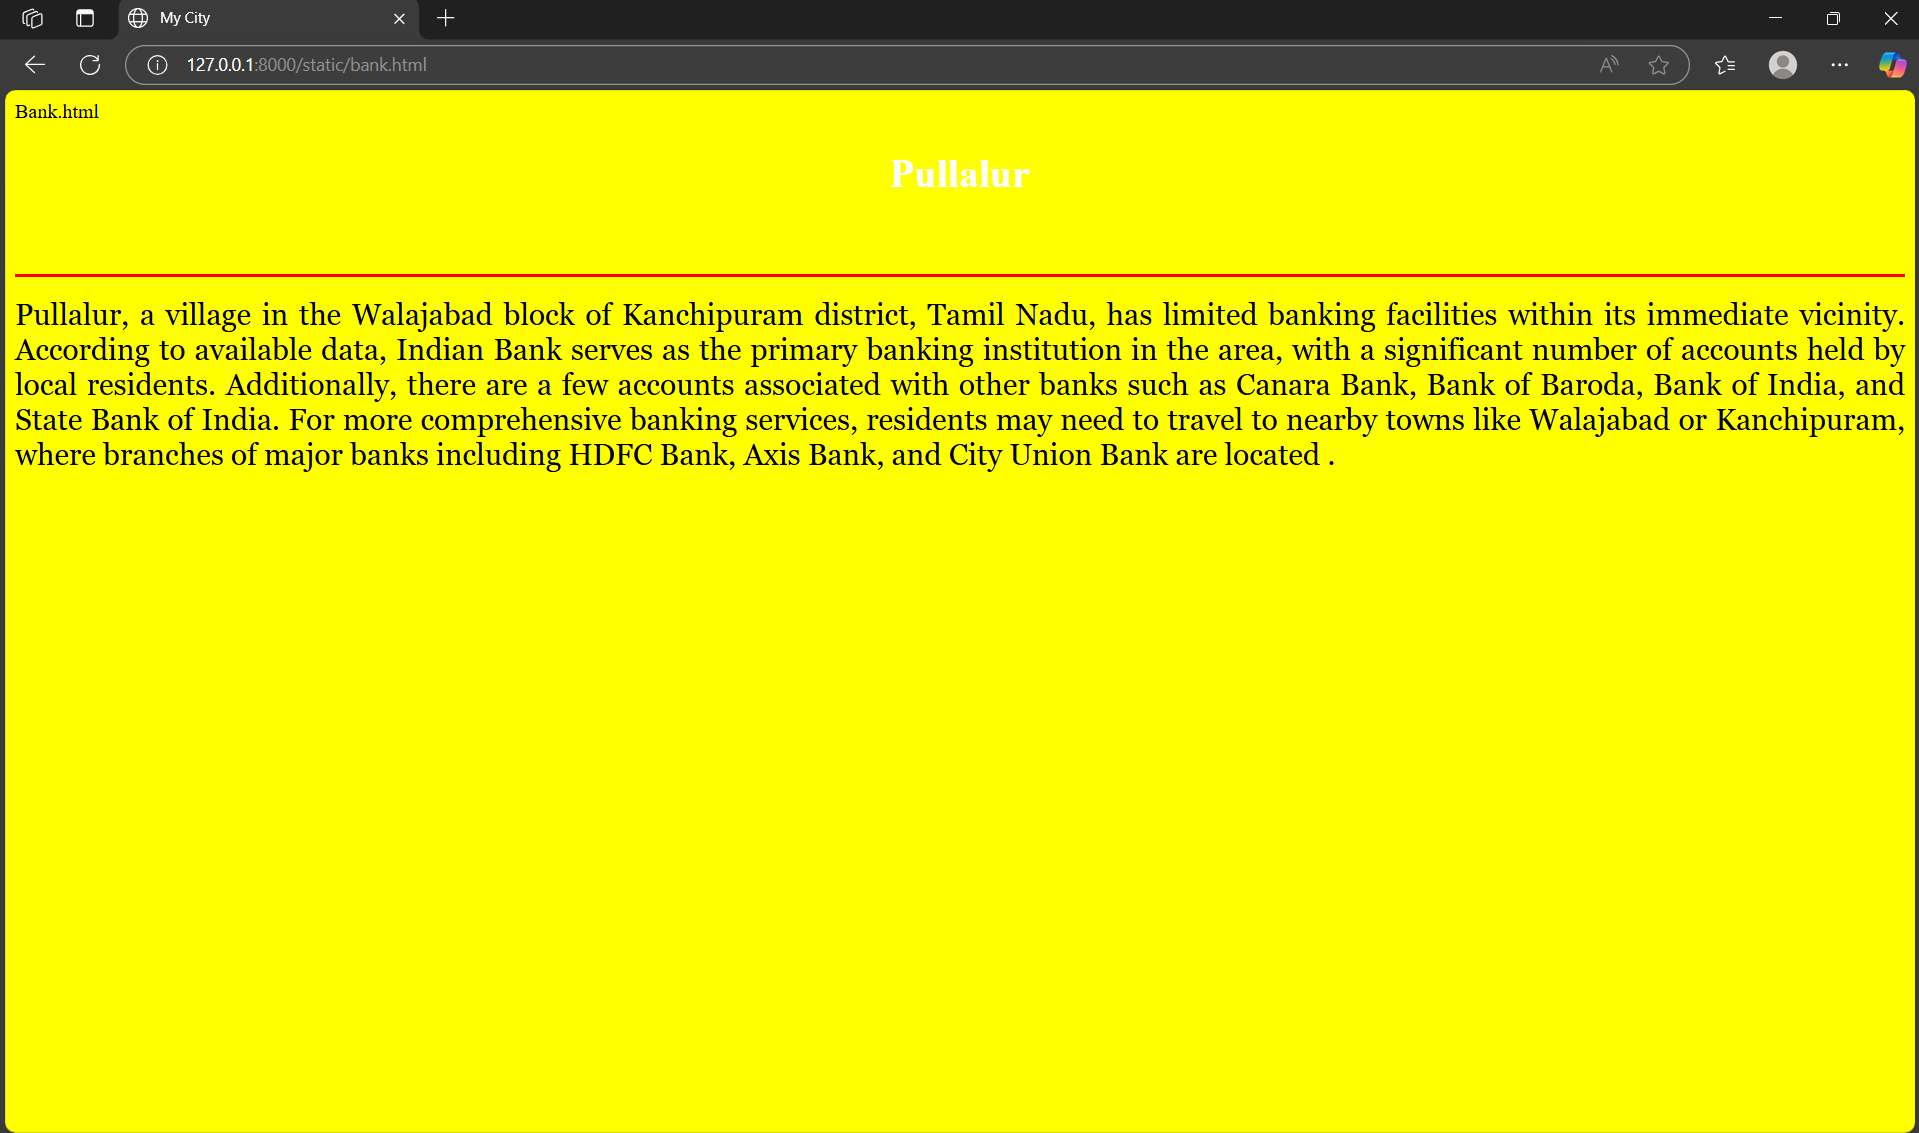 My City
127.0.0.1:8000/static/bank.html
Bank.html
Pullalur
Pullalur, a village in the Walajabad block of Kanchipuram district, Tamil Nadu, has limited banking facilities within its immediate vicinity.
According to available data, Indian Bank serves as the primary banking institution in the area, with a significant number of accounts held by
local residents. Additionally, there are a few accounts associated with other banks such as Canara Bank, Bank of Baroda, Bank of India, and
State Bank of India. For more comprehensive banking services, residents may need to travel to nearby towns like Walajabad or Kanchipuram,
where branches of major banks including HDFC Bank, Axis Bank, and City Union Bank are located .